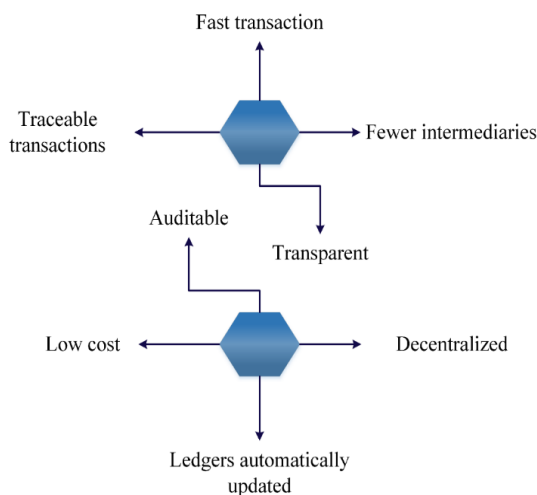 Fast transaction
Traceable
transactions
Fewer intermediaries
Transparent
Auditable
Low cost
Decentralized
Ledgers automatically
updated